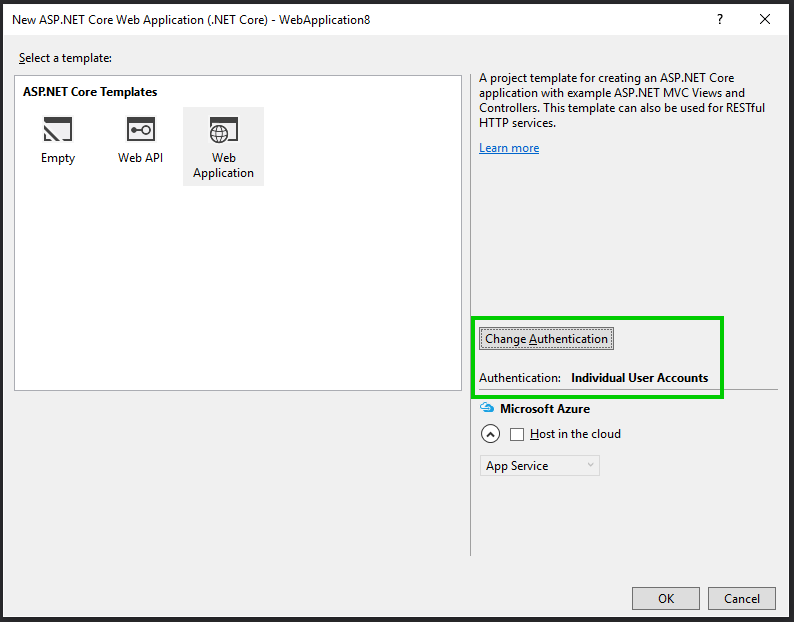 New ASP.NET Core Web Application (.NET Core) - WebApplication8
?
Select a template:
ASP.NET Core Templates
Empty
Web API
Web
Application
A project template for creating an ASP.NET Core
application with example ASP.NET MVC Views and
Controllers. This template can also be used for RESTful
HTTP services.
Learn more
Change Authentication
Authentication: Individual User Accounts
Microsoft Azure
Host in the cloud
App Service
OK
Cancel